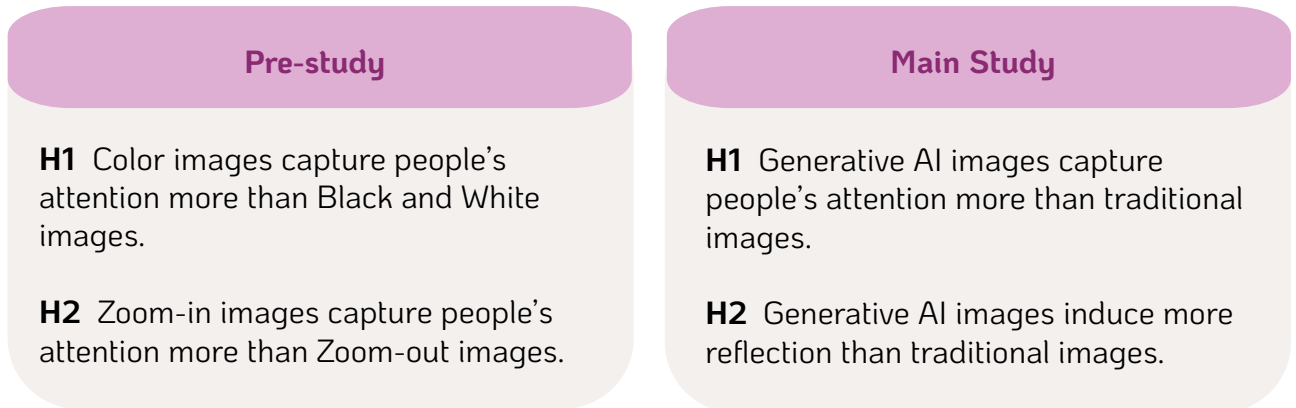 Pre-study
H1 Color images capture people's
attention more than Black and White
images.
H2 Zoom-in images capture people's
attention more than Zoom-out images.
Main Study
H1 Generative AI images capture
people's attention more than traditional
images.
H2 Generative AI images induce more
reflection than traditional images.